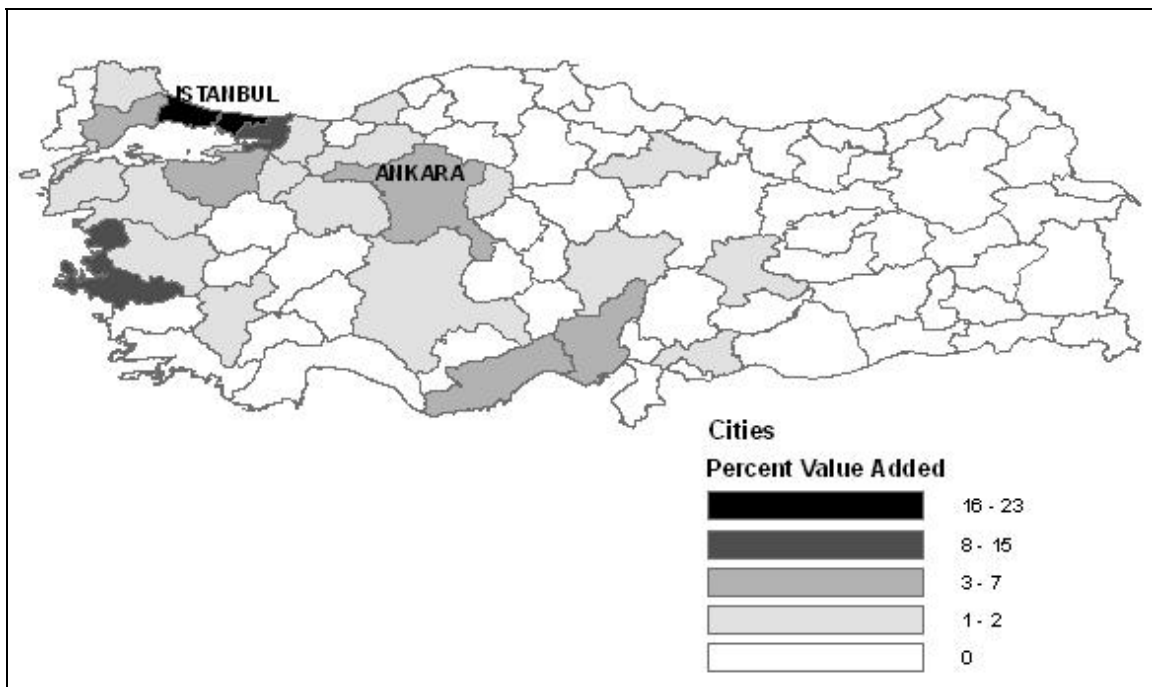 ISTANBUL
ANKARA
Cities
Percent Value Added
16 - 23
8 - 15
3 - 7
1 - 2
0